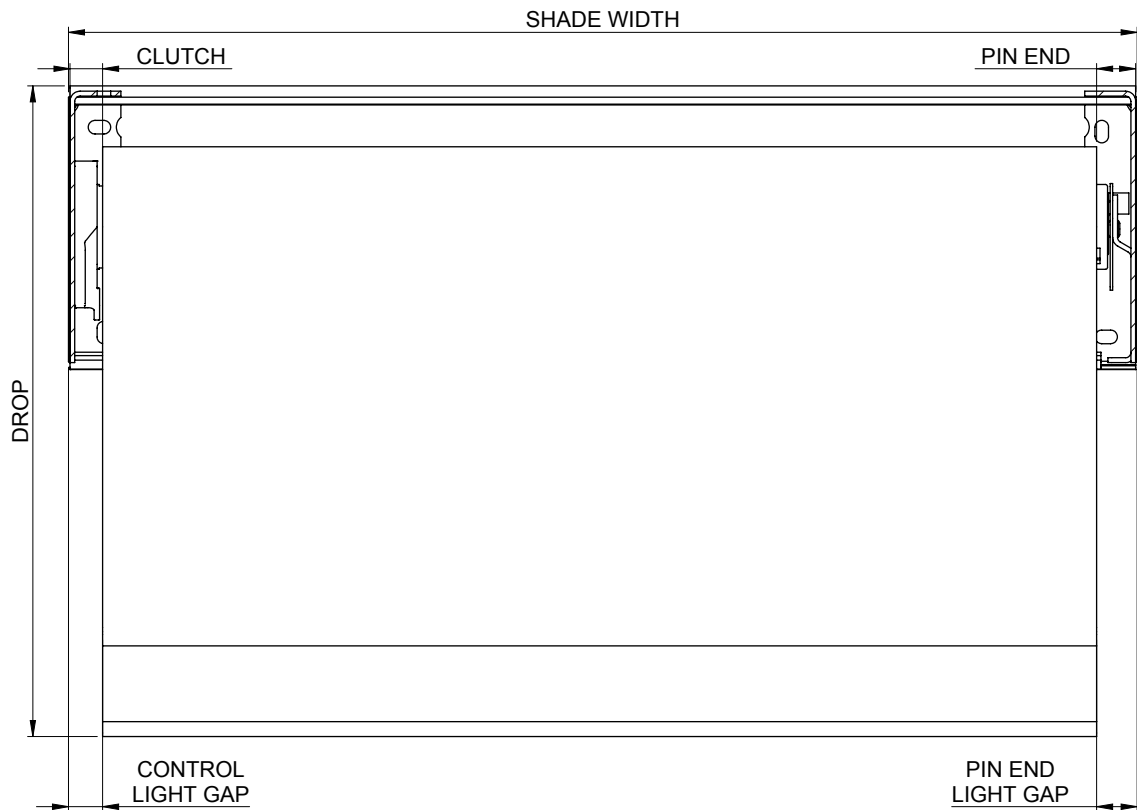 SHADE WIDTH
CLUTCH
PIN END
DROP
CONTROL
LIGHT GAP
PIN END
LIGHT GAP